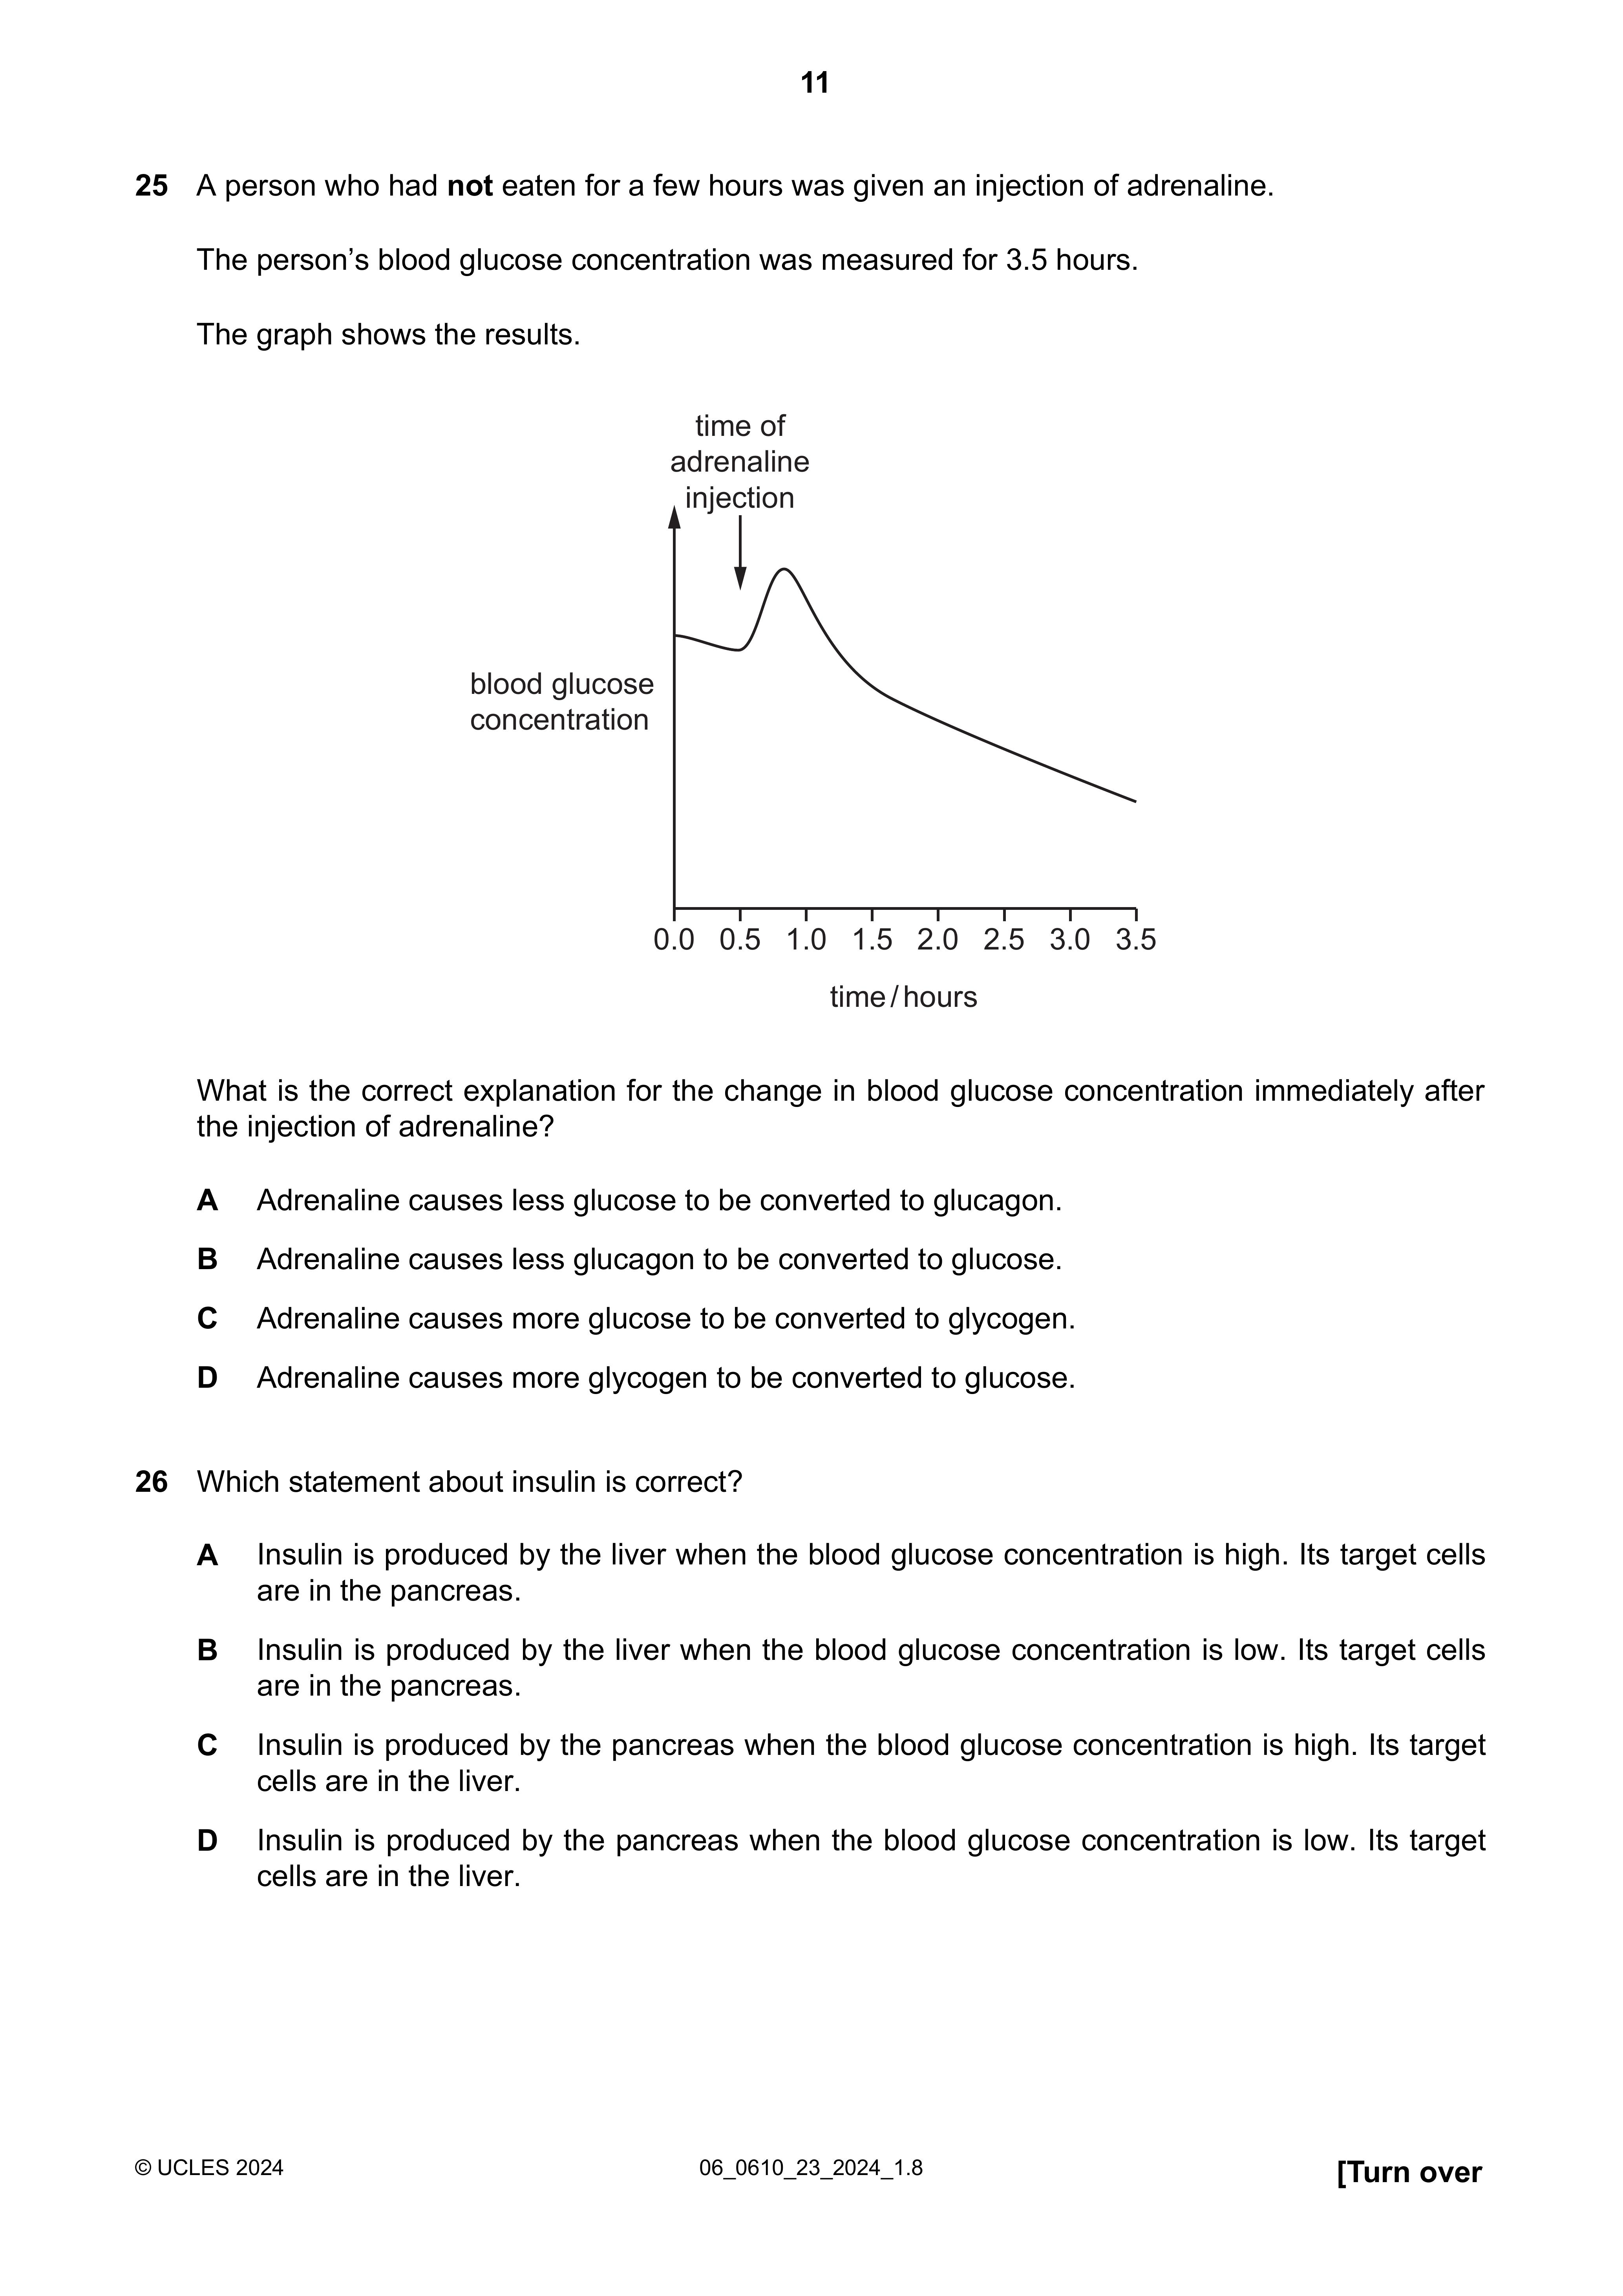 11
25 A person who had not eaten for a few hours was given an injection of adrenaline.
The person’s blood glucose concentration was measured for 3.5 hours.
The graph shows the results.
time of
adrenaline
injection
blood glucose
concentration
0.0 0.5 1.0 1.5 2.0 2.5 3.0 3.5
time / hours
What is the correct explanation for the change in blood glucose concentration immediately after
the injection of adrenaline?
A Adrenaline causes less glucose to be converted to glucagon.
B Adrenaline causes less glucagon to be converted to glucose.
C Adrenaline causes more glucose to be converted to glycogen.
D Adrenaline causes more glycogen to be converted to glucose.
26 Which statement about insulin is correct?
A Insulin is produced by the liver when the blood glucose concentration is high. Its target cells
are in the pancreas.
B Insulin is produced by the liver when the blood glucose concentration is low. Its target cells
are in the pancreas.
C Insulin is produced by the pancreas when the blood glucose concentration is high. Its target
cells are in the liver.
D Insulin is produced by the pancreas when the blood glucose concentration is low. Its target
cells are in the liver.
© UCLES 2024 06_0610_23_2024_1.8 [Turn over